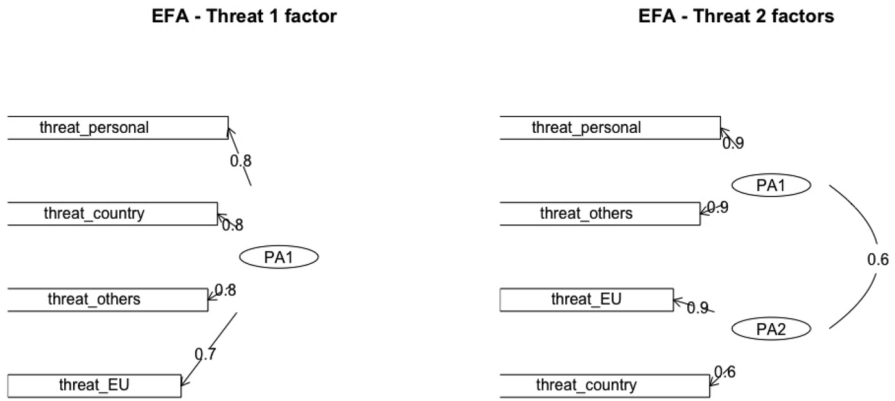 EFA - Threat 1 factor
threat_personal
0.8
threat_country
0.8
PA1
threat_others
0.8
0.7
threat_EU
EFA - Threat 2 factors
threat_personal
0.9
PA1
threat_others
0.9
0.6
threat_EU
0.9
PA2
threat_country
0.6